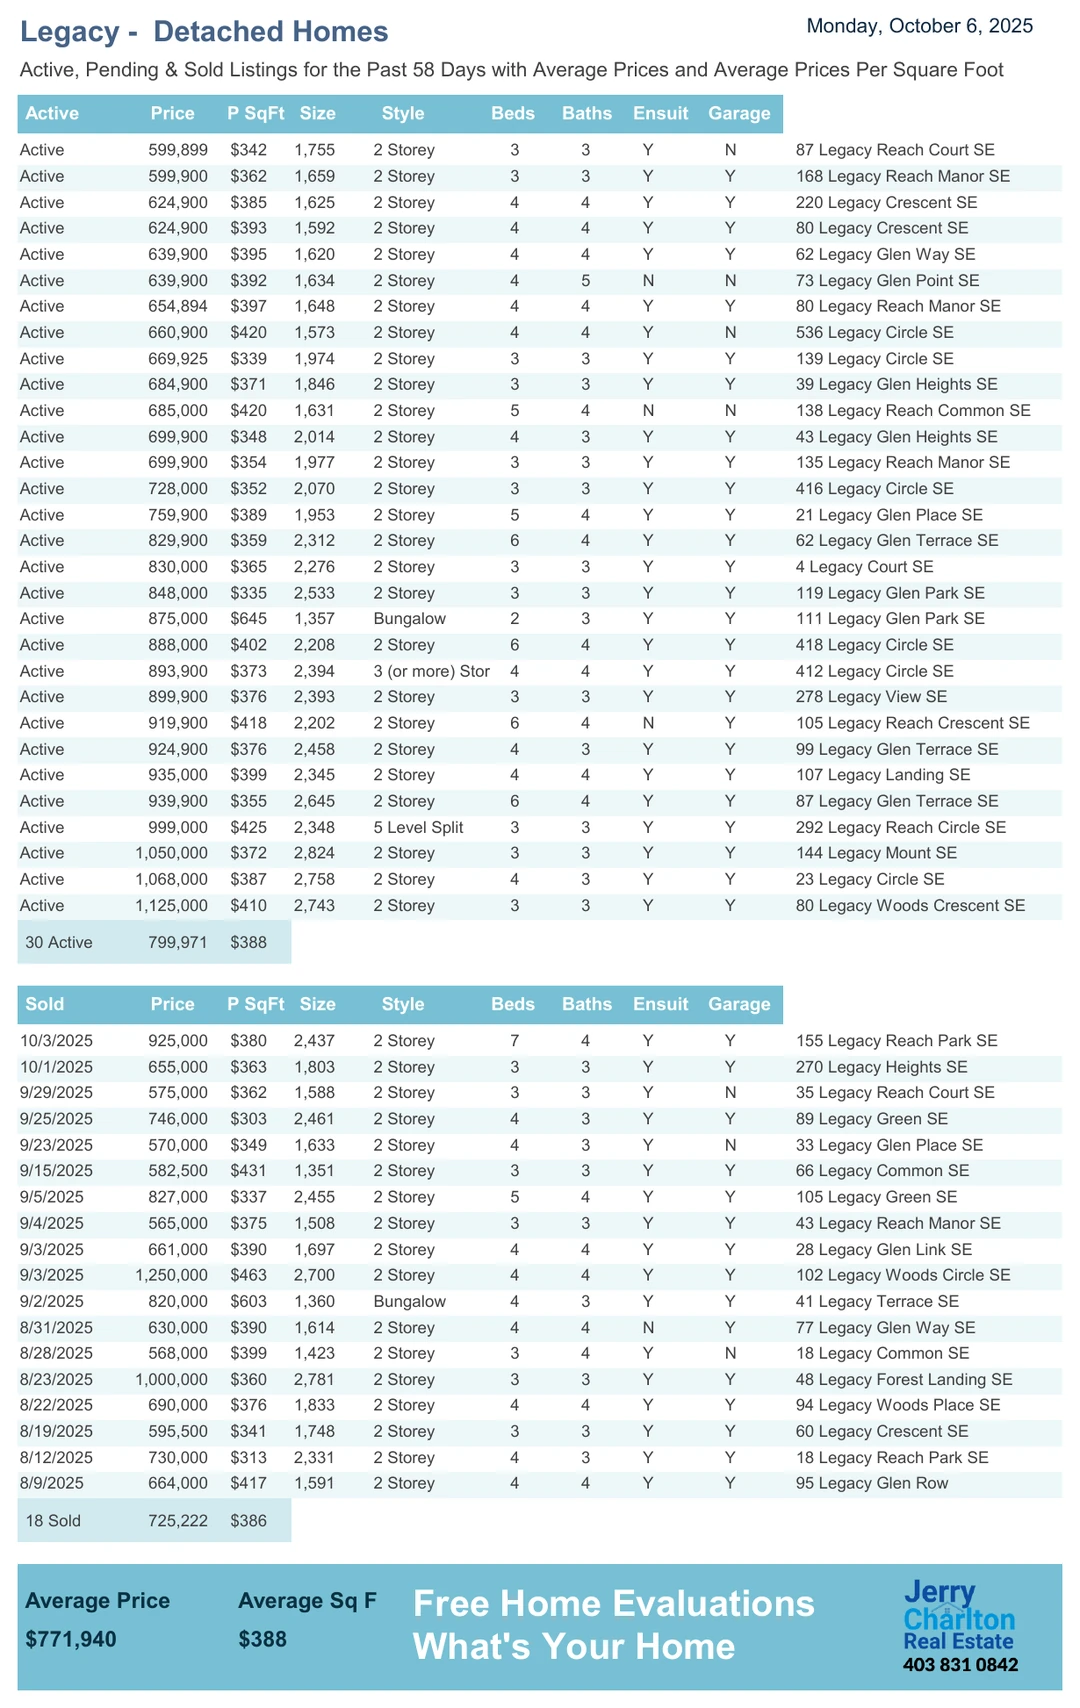 Legacy - Detached Homes
Monday, October 6, 2025
Active, Pending & Sold Listings for the Past 58 Days with Average Prices and Average Prices Per Square Foot
Active Price P SqFt Size Style Beds Baths Ensuit Garage
Active 599,899 $342 1,755 2 Storey 3 3 Y N 87 Legacy Reach Court SE
Active 599,900 $362 1,659 2 Storey 3 3 Y Y 168 Legacy Reach Manor SE
Active 624,900 $385 1,625 2 Storey 4 4 Y Y 220 Legacy Crescent SE
Active 624,900 $393 1,592 2 Storey 4 4 Y Y 80 Legacy Crescent SE
Active 639,900 $395 1,620 2 Storey 4 4 Y Y 62 Legacy Glen Way SE
Active 639,900 $392 1,634 2 Storey 4 5 N N 73 Legacy Glen Point SE
Active 654,894 $397 1,648 2 Storey 4 4 Y Y 80 Legacy Reach Manor SE
Active 660,900 $420 1,573 2 Storey 4 4 Y N 536 Legacy Circle SE
Active 669,925 $339 1,974 2 Storey 3 3 Y Y 139 Legacy Circle SE
Active 684,900 $371 1,846 2 Storey 3 3 Y Y 39 Legacy Glen Heights SE
Active 685,000 $420 1,631 2 Storey 5 4 N N 138 Legacy Reach Common SE
Active 699,900 $348 2,014 2 Storey 4 3 Y Y 43 Legacy Glen Heights SE
Active 699,900 $354 1,977 2 Storey 3 3 Y Y 135 Legacy Reach Manor SE
Active 728,000 $352 2,070 2 Storey 3 3 Y Y 416 Legacy Circle SE
Active 759,900 $389 1,953 2 Storey 5 4 Y Y 21 Legacy Glen Place SE
Active 829,900 $359 2,312 2 Storey 6 4 Y Y 62 Legacy Glen Terrace SE
Active 830,000 $365 2,276 2 Storey 3 3 Y Y 4 Legacy Court SE
Active 848,000 $335 2,533 2 Storey 3 3 Y Y 119 Legacy Glen Park SE
Active 875,000 $645 1,357 Bungalow 2 3 Y Y 111 Legacy Glen Park SE
Active 888,000 $402 2,208 2 Storey 6 4 Y Y 418 Legacy Circle SE
Active 893,900 $373 2,394 3 (or more) Stor 4 4 Y Y 412 Legacy Circle SE
Active 899,900 $376 2,393 2 Storey 3 3 Y Y 278 Legacy View SE
Active 919,900 $418 2,202 2 Storey 6 4 N Y 105 Legacy Reach Crescent SE
Active 924,900 $376 2,458 2 Storey 4 3 Y Y 99 Legacy Glen Terrace SE
Active 935,000 $399 2,345 2 Storey 4 4 Y Y 107 Legacy Landing SE
Active 939,900 $355 2,645 2 Storey 6 4 Y Y 87 Legacy Glen Terrace SE
Active 999,000 $425 2,348 5 Level Split 3 3 Y Y 292 Legacy Reach Circle SE
Active 1,050,000 $372 2,824 2 Storey 3 3 Y Y 144 Legacy Mount SE
Active 1,068,000 $387 2,758 2 Storey 4 3 Y Y 23 Legacy Circle SE
Active 1,125,000 $410 2,743 2 Storey 3 3 Y Y 80 Legacy Woods Crescent SE
30 Active 799,971 $388
Sold Price P SqFt Size Style Beds Baths Ensuit Garage
10/3/2025 925,000 $380 2,437 2 Storey 7 4 Y Y 155 Legacy Reach Park SE
10/1/2025 655,000 $363 1,803 2 Storey 3 3 Y Y 270 Legacy Heights SE
9/29/2025 575,000 $362 1,588 2 Storey 3 3 Y N 35 Legacy Reach Court SE
9/25/2025 746,000 $303 2,461 2 Storey 4 3 Y Y 89 Legacy Green SE
9/23/2025 570,000 $349 1,633 2 Storey 4 3 Y N 33 Legacy Glen Place SE
9/15/2025 582,500 $431 1,351 2 Storey 3 3 Y Y 66 Legacy Common SE
9/5/2025 827,000 $337 2,455 2 Storey 5 4 Y Y 105 Legacy Green SE
9/4/2025 565,000 $375 1,508 2 Storey 3 3 Y Y 43 Legacy Reach Manor SE
9/3/2025 661,000 $390 1,697 2 Storey 4 4 Y Y 28 Legacy Glen Link SE
9/3/2025 1,250,000 $463 2,700 2 Storey 4 4 Y Y 102 Legacy Woods Circle SE
9/2/2025 820,000 $603 1,360 Bungalow 4 3 Y Y 41 Legacy Terrace SE
8/31/2025 630,000 $390 1,614 2 Storey 4 4 N Y 77 Legacy Glen Way SE
8/28/2025 568,000 $399 1,423 2 Storey 3 4 Y N 18 Legacy Common SE
8/23/2025 1,000,000 $360 2,781 2 Storey 3 3 Y Y 48 Legacy Forest Landing SE
8/22/2025 690,000 $376 1,833 2 Storey 4 4 Y Y 94 Legacy Woods Place SE
8/19/2025 595,500 $341 1,748 2 Storey 3 3 Y Y 60 Legacy Crescent SE
8/12/2025 730,000 $313 2,331 2 Storey 4 3 Y Y 18 Legacy Reach Park SE
8/9/2025 664,000 $417 1,591 2 Storey 4 4 Y Y 95 Legacy Glen Row
18 Sold 725,222 $386
Average Price Average Sq F
$771,940 $388
Free Home Evaluations
What's Your Home
Jerry
Charlton
Real Estate
403 831 0842